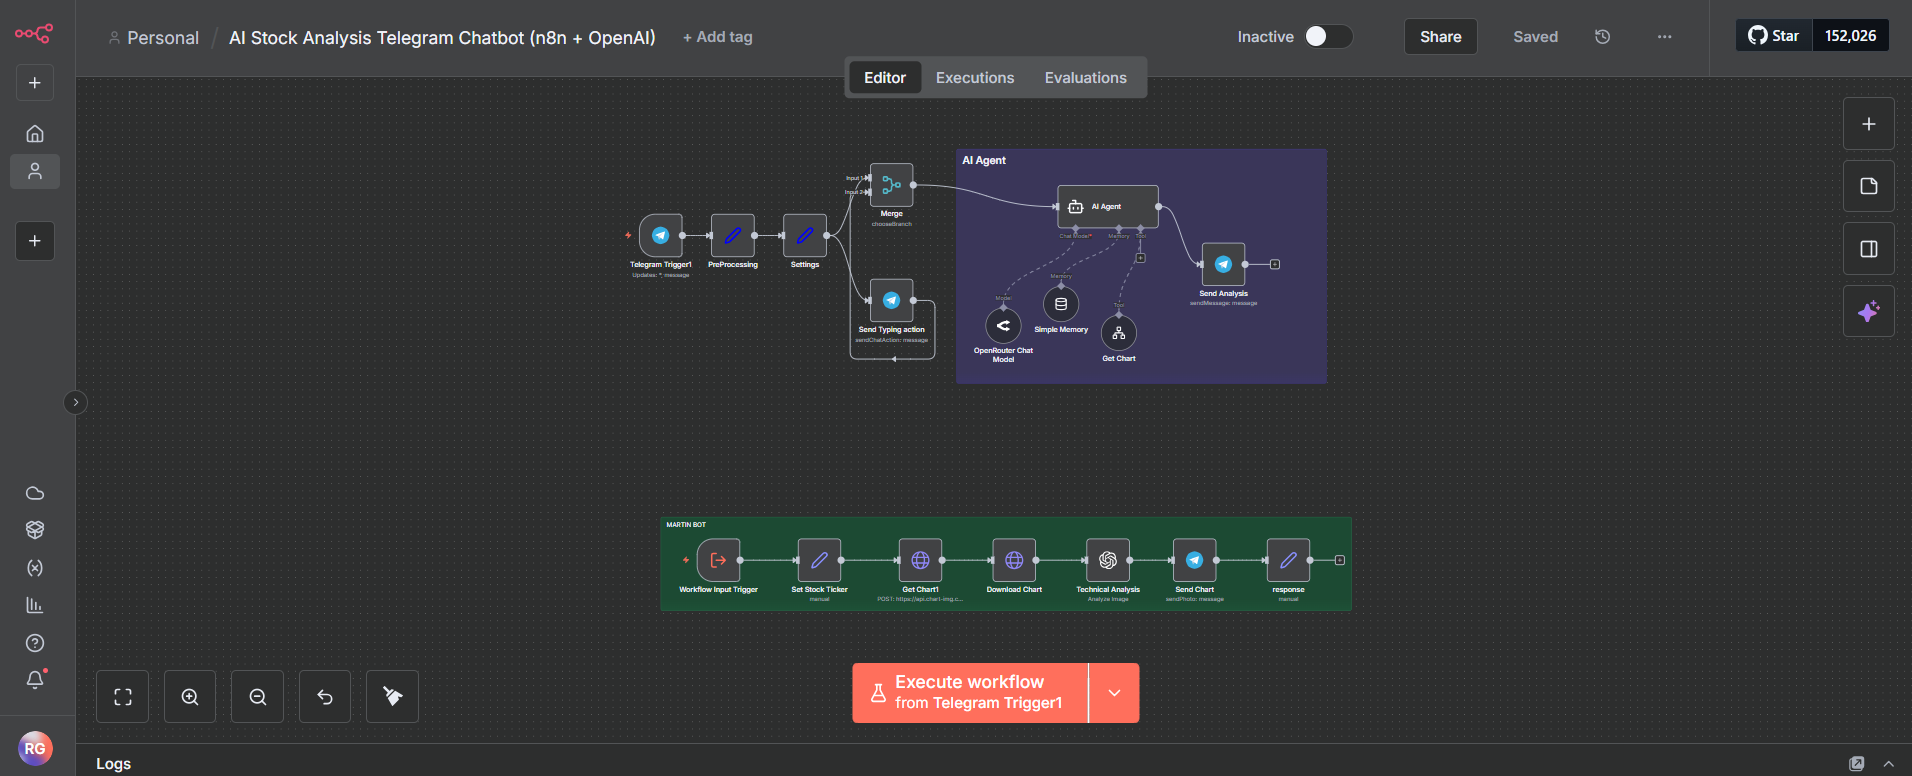 Personal / AI Stock Analysis Telegram Chatbot (n8n + OpenAI) + Add tag
Inactive
Share
Saved
Star 152,026
Editor Executions Evaluations
Input 1
Input 2
Merge
chooseBranch
Telegram Trigger1
Updates: *, message
PreProcessing
Settings
Send Typing action
sendChatAction: message
AI Agent
AI Agent
Chat Model*
Memory
Tool
Model
Memory
Tool
OpenRouter Chat
Model
Simple Memory
Get Chart
Send Analysis
sendMessage: message
MARTIN BOT
Workflow Input Trigger
Set Stock Ticker
manual
Get Chart1
POST: https://api.chart-img.c...
Download Chart
Technical Analysis
Analyze Image
Send Chart
sendPhoto: message
response
manual
Execute workflow
from Telegram Trigger1
RG
Logs